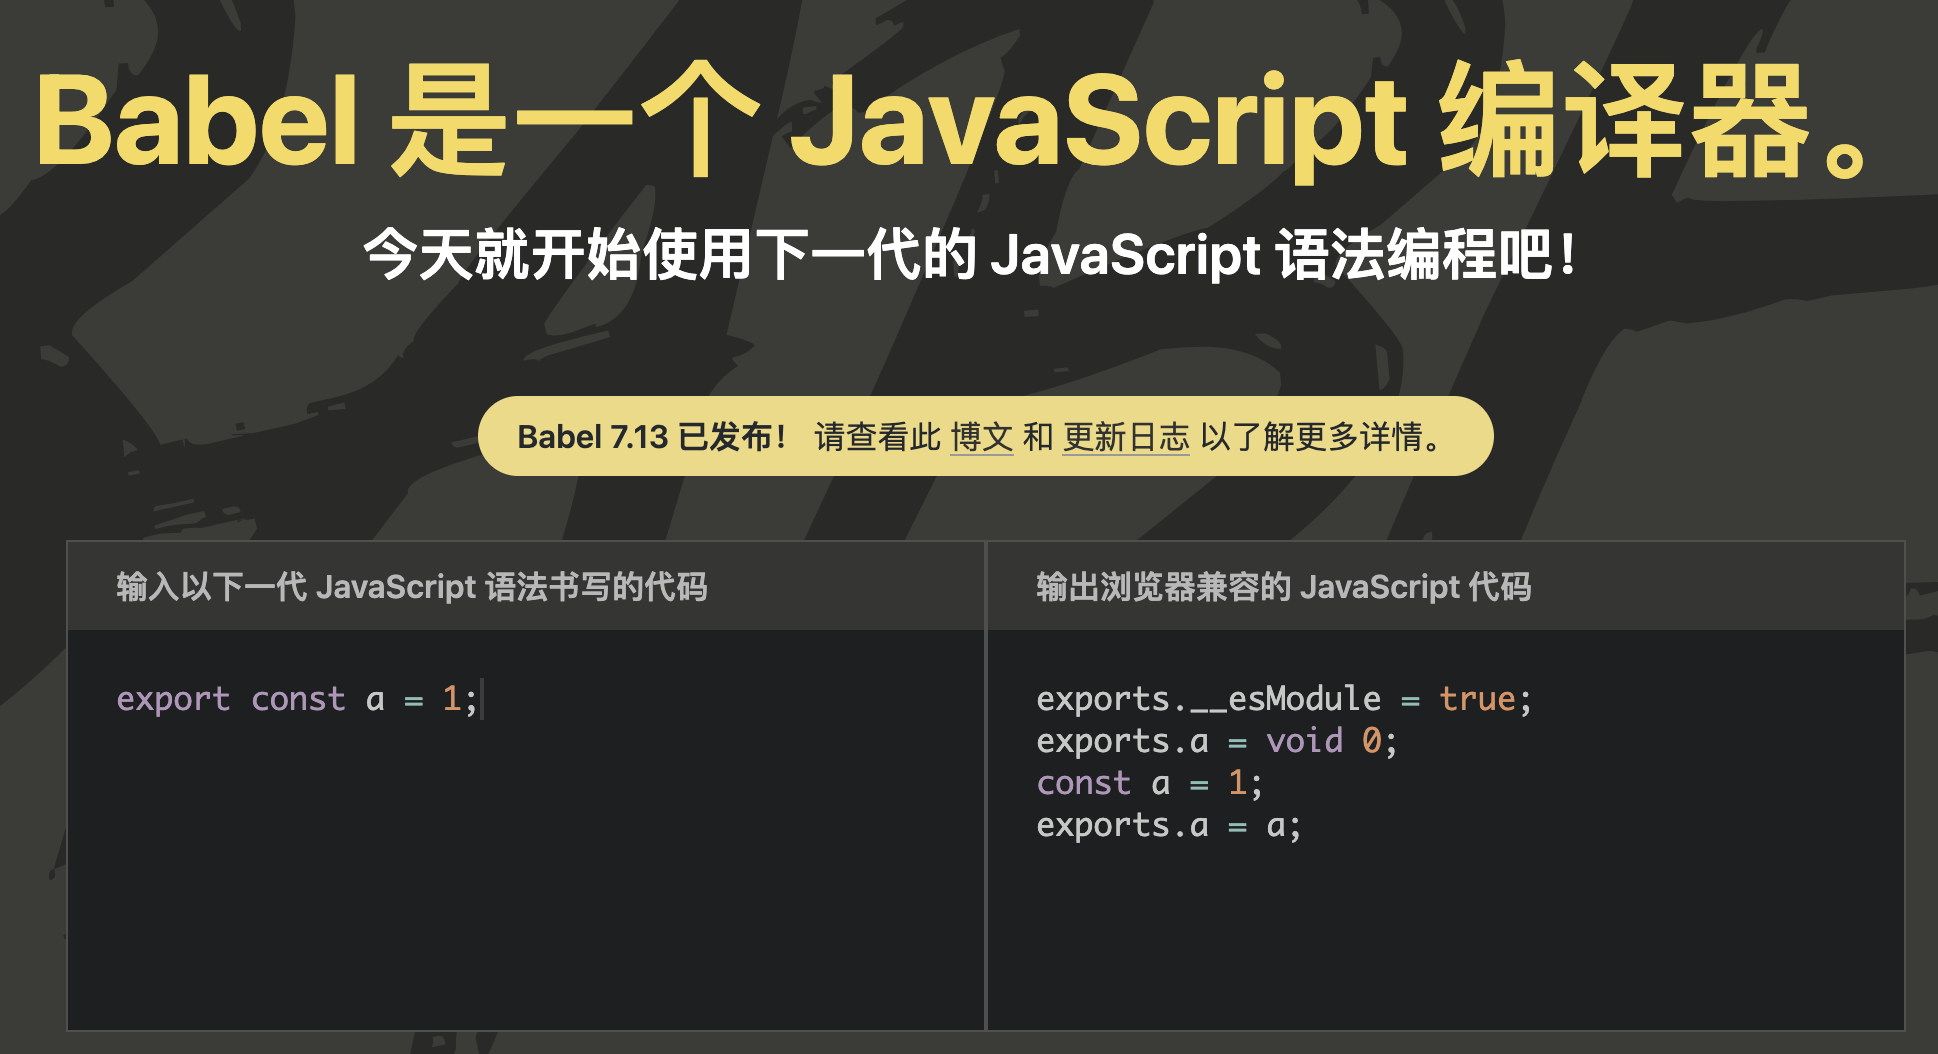 Babel 是一个 JavaScript 编译器。
今天就开始使用下一代的 JavaScript 语法编程吧！
Babel 7.13 已发布！ 请查看此 博文 和 更新日志 以了解更多详情。
输入以下一代 JavaScript 语法书写的代码
export const a = 1;
输出浏览器兼容的 JavaScript 代码
exports.__esModule = true;
exports.a = void 0;
const a = 1;
exports.a = a;